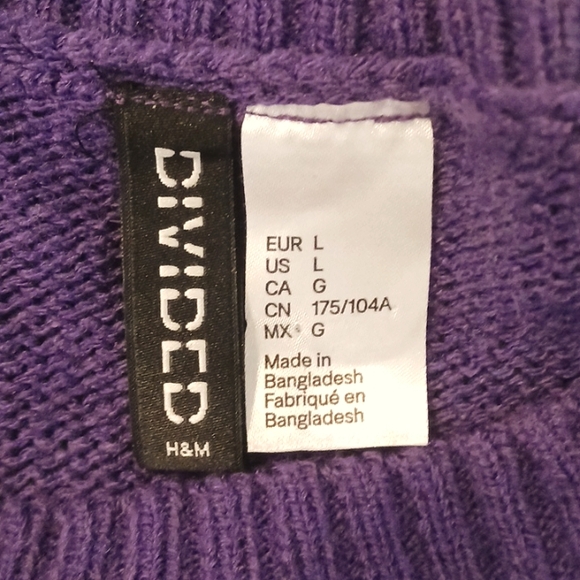 DIVIDED
H&M
EUR L
US L
CA G
CN 175/104A
MX G
Made in
Bangladesh
Fabriqué en
Bangladesh